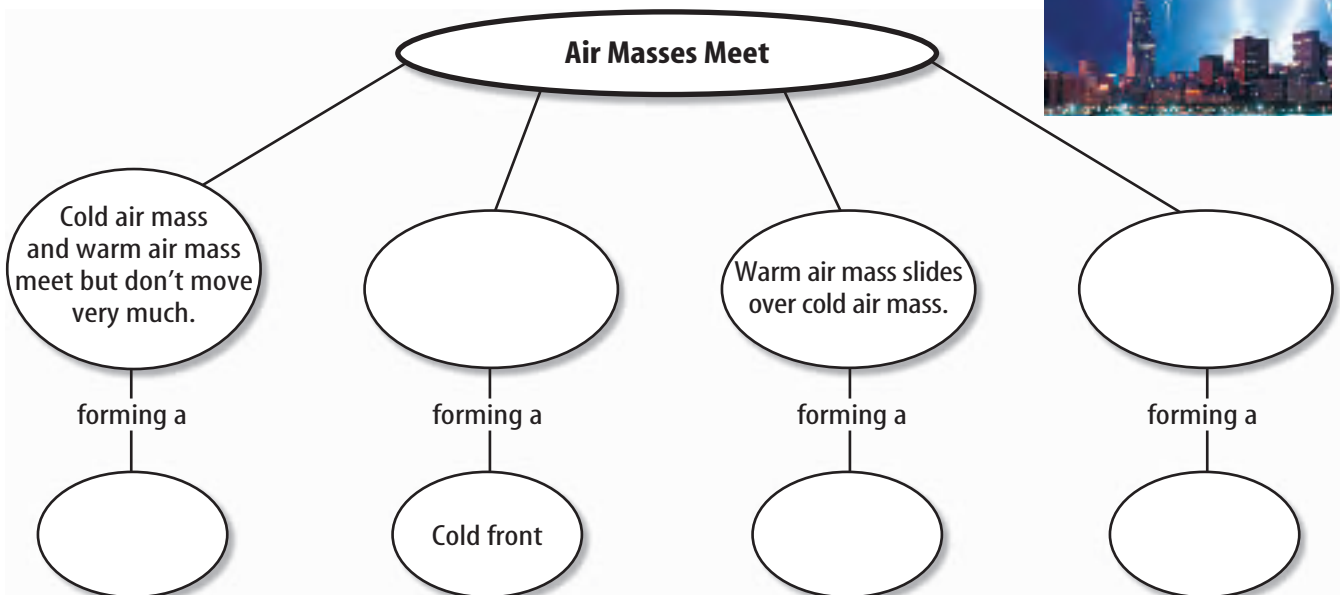 Air Masses Meet
Cold air mass
and warm air mass
meet but don't move
very much.
Warm air mass slides
over cold air mass.
forming a
forming a
forming a
forming a
Cold front